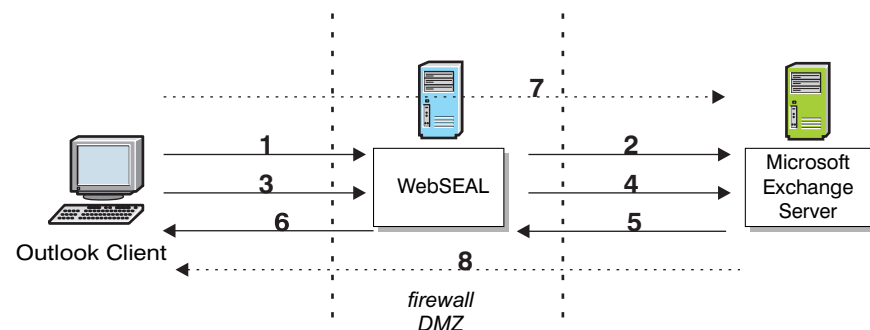 7
1
2
Microsoft
Exchange
Server
WebSEAL
3
4
6
5
Outlook Client
8
firewall
DMZ